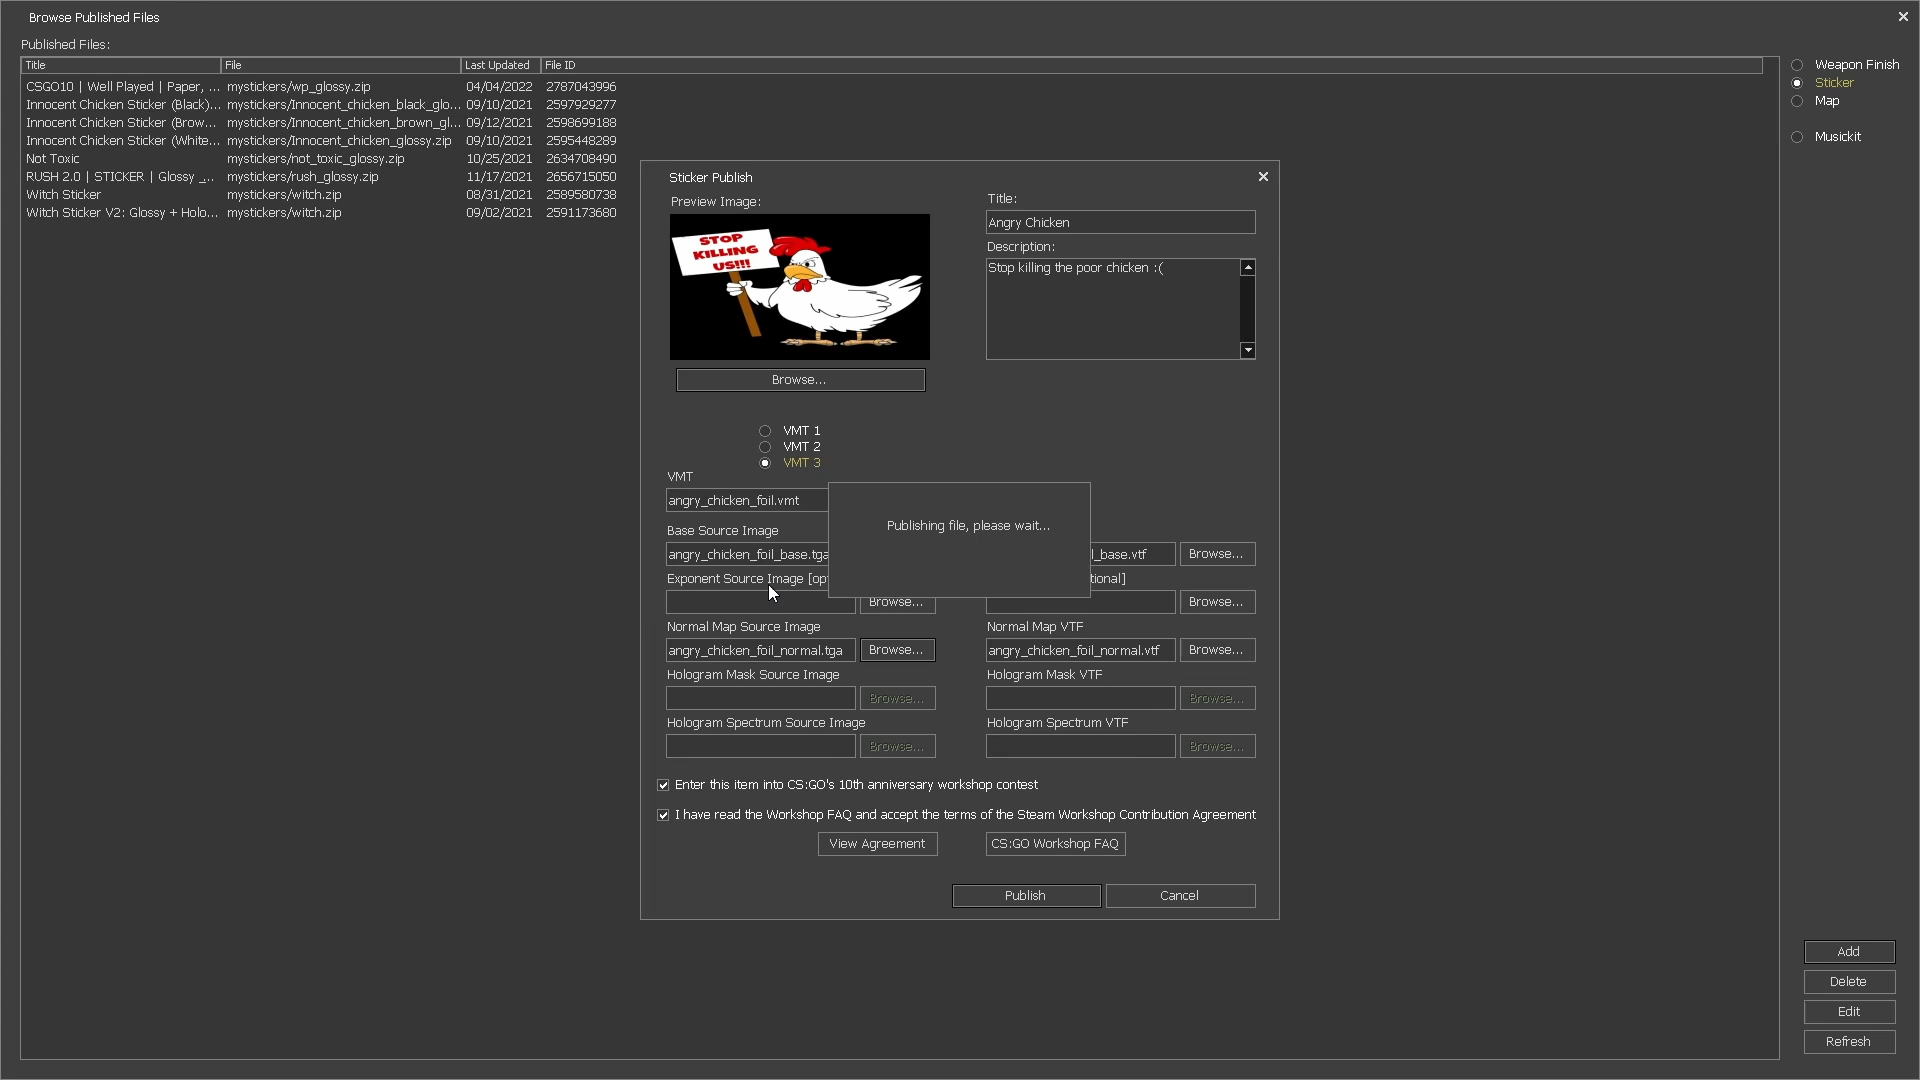 Browse Published Files
Published Files:
Title File Last Updated File ID
CSGO10 | Well Played | Paper, ... mystickers/wp_glossy.zip 04/04/2022 2787043996
Innocent Chicken Sticker (Black)... mystickers/Innocent_chicken_black_glo... 09/10/2021 2597929277
Innocent Chicken Sticker (Brow... mystickers/Innocent_chicken_brown_gl... 09/12/2021 2598699188
Innocent Chicken Sticker (White... mystickers/Innocent_chicken_glossy.zip 09/10/2021 2595448289
Not Toxic mystickers/not_toxic_glossy.zip 10/25/2021 2634708490
RUSH 2.0 | STICKER | Glossy _... mystickers/rush_glossy.zip 11/17/2021 2656715050
Witch Sticker mystickers/witch.zip 08/31/2021 2589580738
Witch Sticker V2: Glossy + Holo... mystickers/witch.zip 09/02/2021 2591173680
Weapon Finish
Sticker
Map
Musickit
Sticker Publish
Preview Image:
STOP
KILLING
US!!!
Browse...
Title:
Angry Chicken
Description:
Stop killing the poor chicken :(
VMT 1
VMT 2
VMT 3
VMT
angry_chicken_foil.vmt
Publishing file, please wait...
Base Source Image
angry_chicken_foil_base.tga l_base.vtf Browse...
Exponent Source Image [op tional]
Browse... Browse...
Normal Map Source Image Normal Map VTF
angry_chicken_foil_normal.tga Browse... angry_chicken_foil_normal.vtf Browse...
Hologram Mask Source Image Hologram Mask VTF
Browse... Browse...
Hologram Spectrum Source Image Hologram Spectrum VTF
Browse... Browse...
Enter this item into CS:GO's 10th anniversary workshop contest
I have read the Workshop FAQ and accept the terms of the Steam Workshop Contribution Agreement
View Agreement CS:GO Workshop FAQ
Publish Cancel
Add
Delete
Edit
Refresh